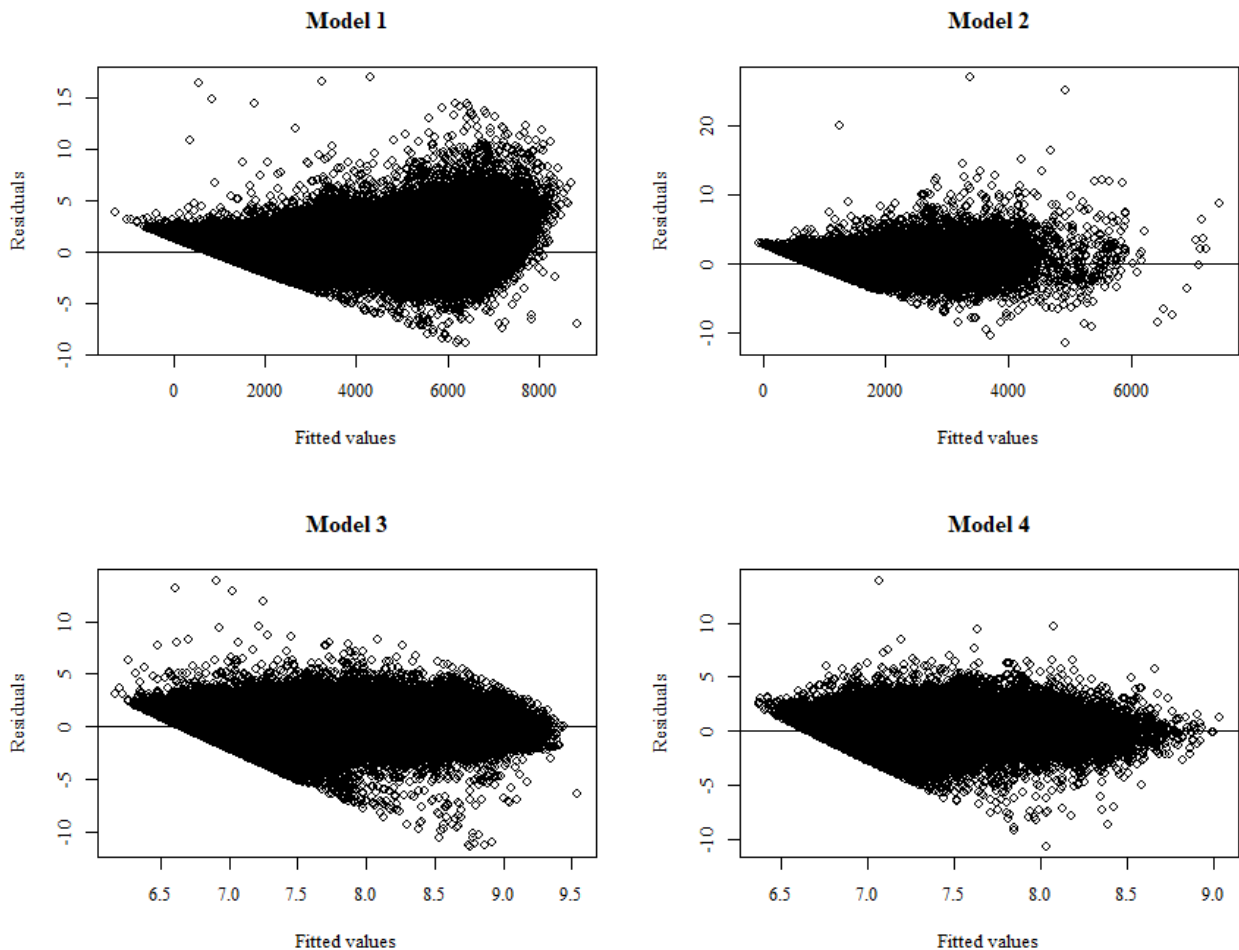 Model 1
Residuals
15
10
5
0
-5
-10
0 2000 4000 6000 8000
Fitted values
Model 2
Residuals
20
10
0
-10
0 2000 4000 6000
Fitted values
Model 3
Residuals
10
5
0
-5
-10
6.5 7.0 7.5 8.0 8.5 9.0 9.5
Fitted values
Model 4
Residuals
10
5
0
-5
-10
6.5 7.0 7.5 8.0 8.5 9.0
Fitted values